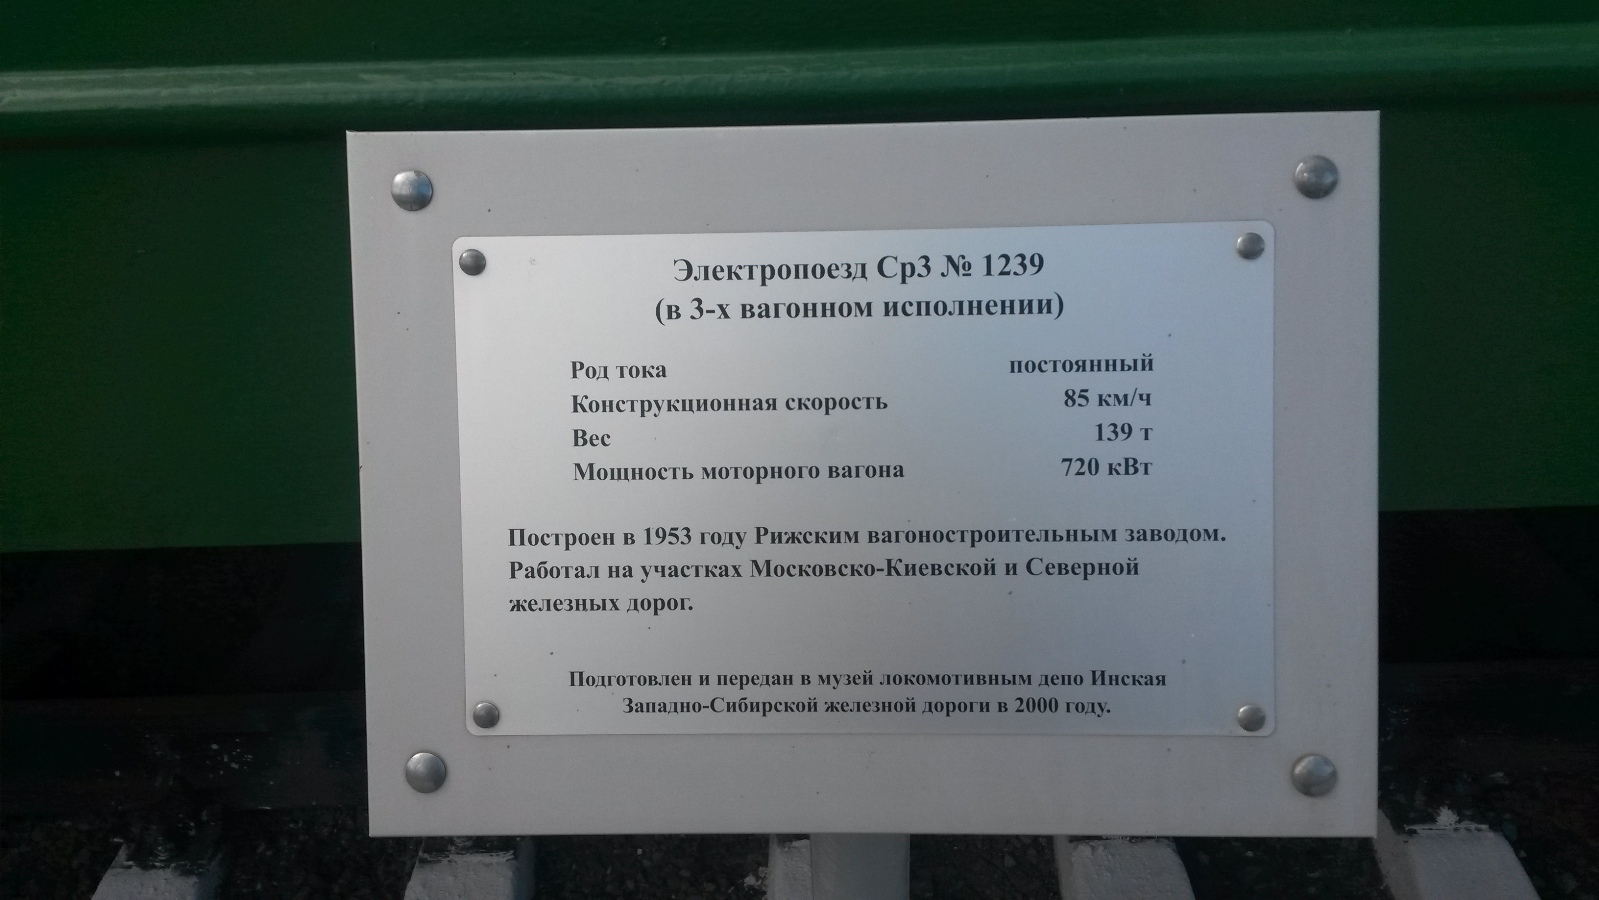 Электропоезд Ср3 № 1239
(в 3-х вагонном исполнении)
Род тока постоянный
Конструкционная скорость 85 км/ч
Вес 139 т
Мощность моторного вагона 720 кВт
Построен в 1953 году Рижским вагоностроительным заводом.
Работал на участках Московско-Киевской и Северной
железных дорог.
Подготовлен и передан в музей локомотивным депо Инская
Западно-Сибирской железной дороги в 2000 году.